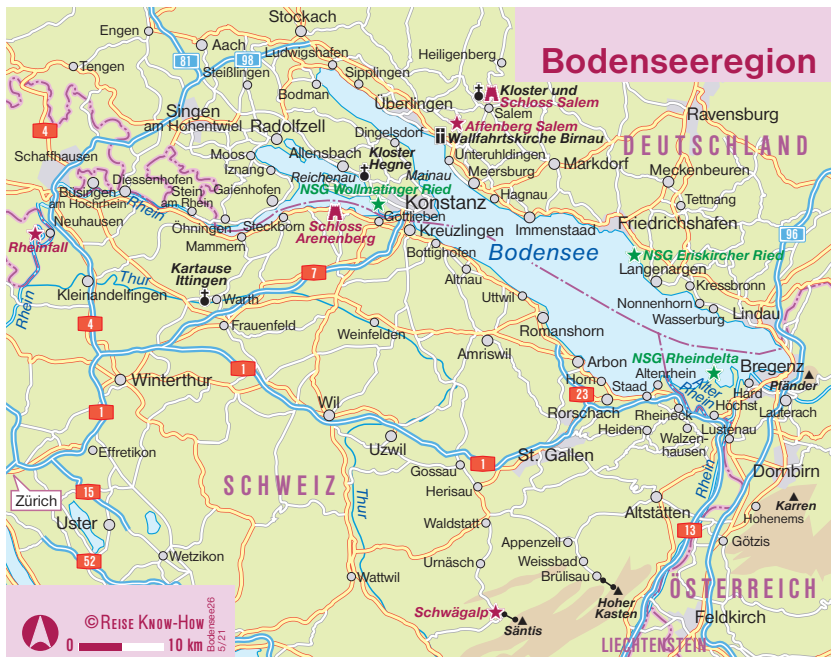 Bodenseeregion
Stockach
Engen
Aach
Ludwigshafen
Heiligenberg
81
98
Tengen
Steißlingen
Sipplingen
Kloster und
Schloss Salem
Bodman
Überlingen
Salem
Singen
am Hohentwiel
Ravensburg
Affenberg Salem
4
Radolfzell
Dingelsdorf
Wallfahrtskirche Birnau
DEUTSCHLAND
Schaffhausen
Moos
Allensbach
Kloster
Hegne
Unteruhldingen
Markdorf
Iznang
Reichenau
Mainau
Meersburg
Meckenbeuren
Diessenhofen
Büsingen
am Hochrhein
Stein
am Rhein
Gaienhofen
NSG Wollmatinger Ried
Hagnau
Tettnang
Rhein
Konstanz
Neuhausen
Öhningen
Steckborn
Gottlieben
Immenstaad
Friedrichshafen
Rheinfall
Mammern
Schloss
Arenenberg
Kreuzlingen
96
Bottighofen
Bodensee
NSG Eriskircher Ried
Rhein
Thur
Kartause
Ittingen
7
Altnau
Langenargen
Kressbronn
Kleinandelfingen
Warth
Uttwil
Nonnenhorn
Wasserburg
Lindau
4
Frauenfeld
Weinfelden
Romanshorn
1
Amriswil
Arbon
NSG Rheindelta
Bregenz
Winterthur
Horn
Altenrhein
Alter
Rhein
Hard
Pfänder
23
Staad
Höchst
1
Wil
Rorschach
Rheineck
Lauterach
Heiden
Walzen-
hausen
Lustenau
Effretikon
Uzwil
St. Gallen
Gossau
1
Rhein
Dornbirn
SCHWEIZ
Thur
Herisau
Zürich
15
Altstätten
Karren
Uster
Waldstatt
Hohenems
13
Appenzell
Götzis
52
Wetzikon
Urnäsch
Weissbad
Wattwil
Brülisau
ÖSTERREICH
Hoher
Kasten
Schwägalp
Säntis
Feldkirch
LIECHTENSTEIN
© REISE KNOW-HOW
0
10 km
Bodensee26
5/21